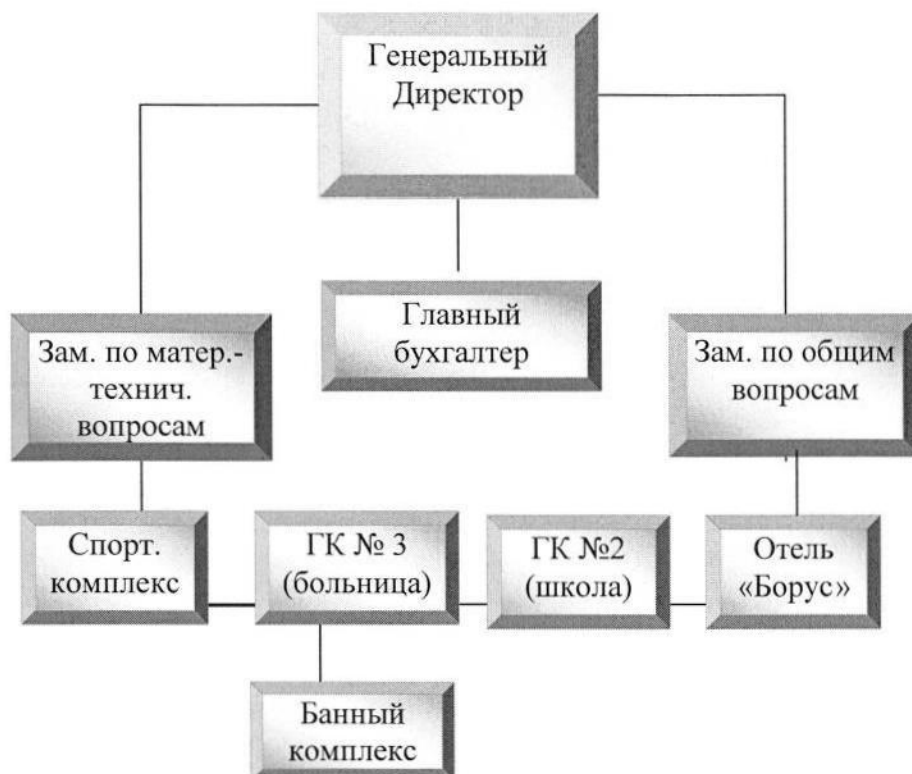 Генеральный
Директор
Главный
бухгалтер
Зам. по матер.-
технич.
вопросам
Зам. по общим
вопросам
Спорт.
комплекс
ГК № 3
(больница)
ГК №2
(школа)
Отель
«Борус»
Банный
комплекс